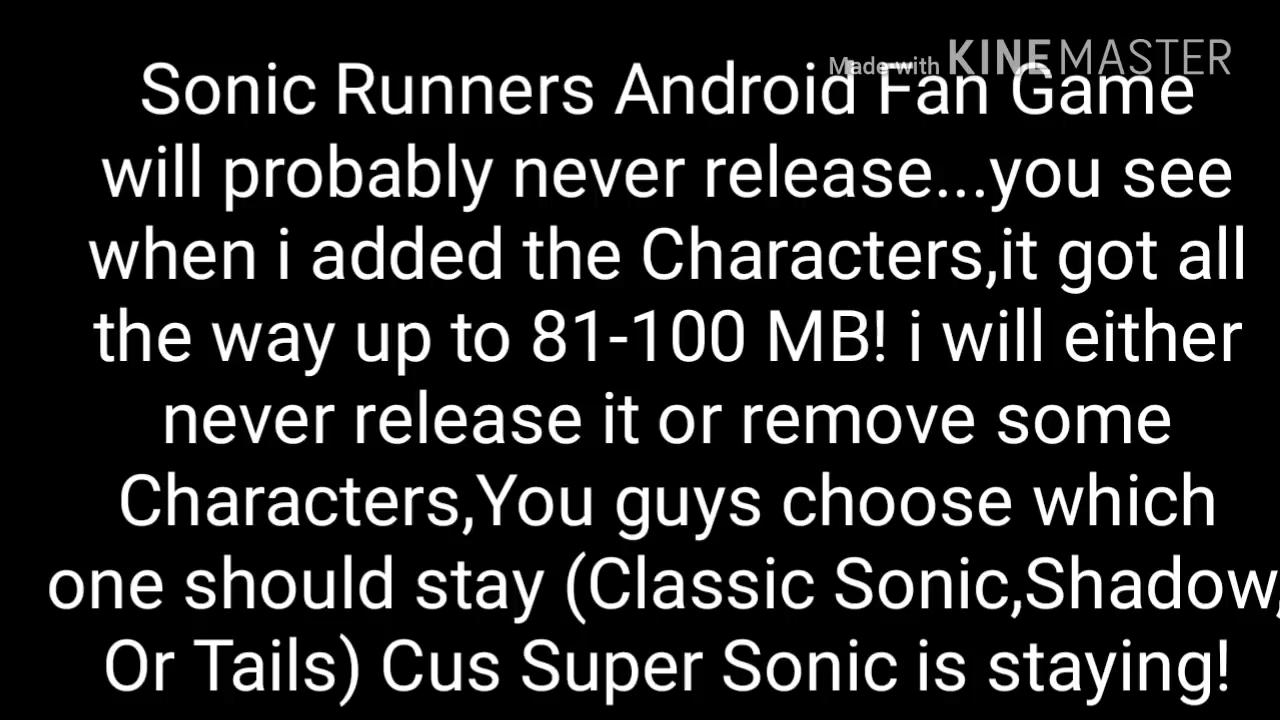 Made with KINEMASTER
Sonic Runners Android Fan Game
will probably never release...you see
when i added the Characters,it got all
the way up to 81-100 MB! i will either
never release it or remove some
Characters,You guys choose which
one should stay (Classic Sonic,Shadow,
Or Tails) Cus Super Sonic is staying!